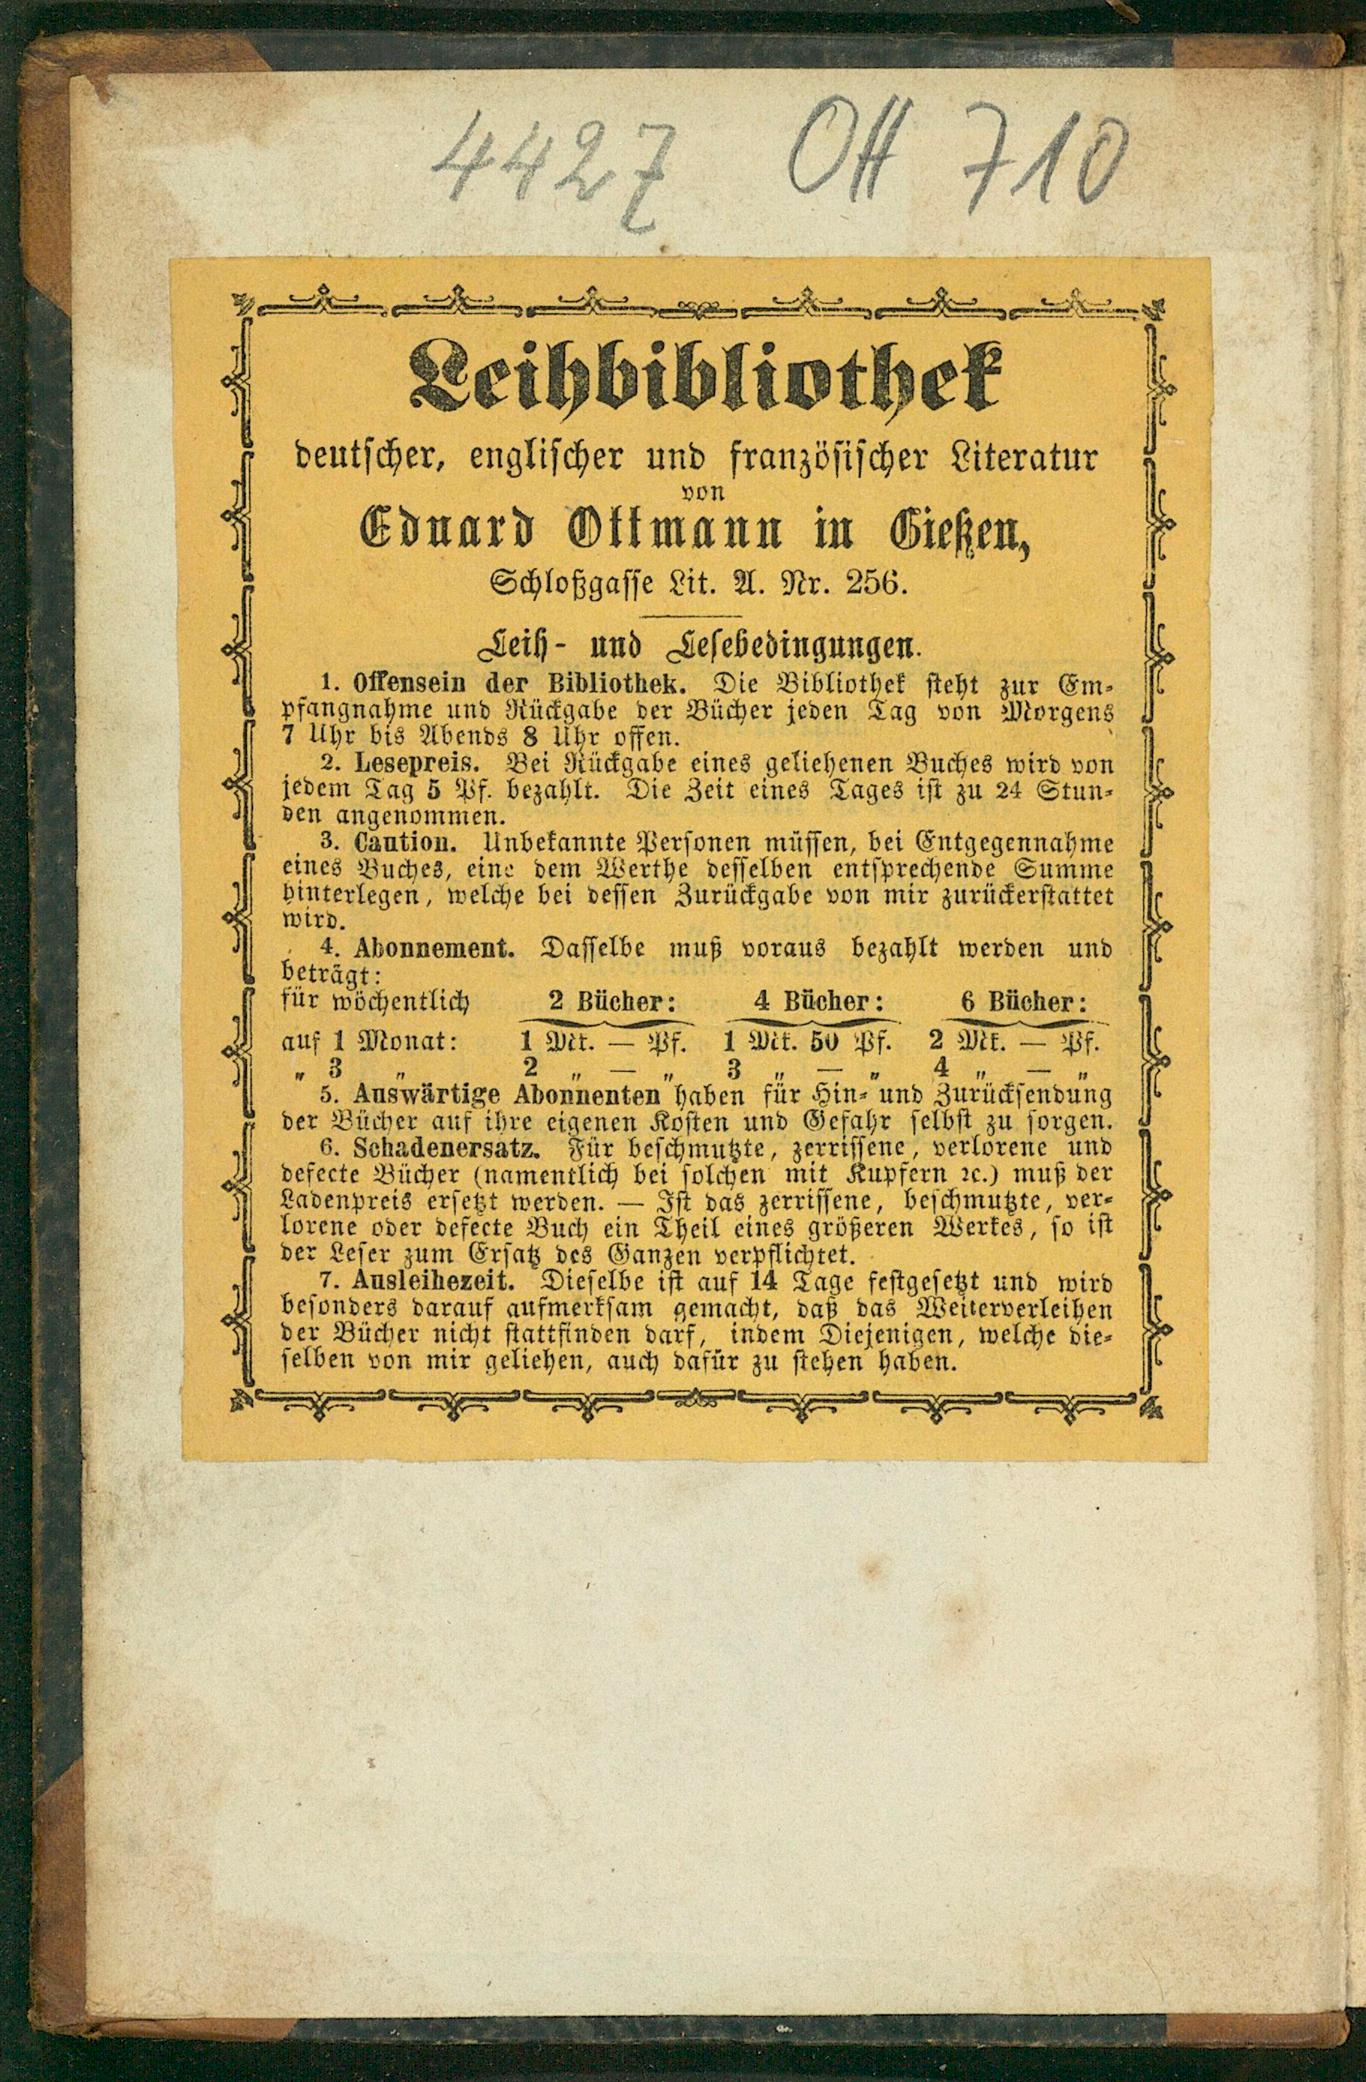 4427 Ott 710
Leihbibliothek
deutscher, englischer und französischer Literatur
von
Eduard Ottmann in Gießen,
Schloßgasse Lit. A. Nr. 256.
Leih- und Lesebedingungen.
1. Offensein der Bibliothek. Die Bibliothek steht zur Em-
pfangnahme und Rückgabe der Bücher jeden Tag von Morgens
7 Uhr bis Abends 8 Uhr offen.
2. Lesepreis. Bei Rückgabe eines geliehenen Buches wird von
jedem Tag 5 Pf. bezahlt. Die Zeit eines Tages ist zu 24 Stun-
den angenommen.
3. Caution. Unbekannte Personen müssen, bei Entgegennahme
eines Buches, eine dem Werthe desselben entsprechende Summe
hinterlegen, welche bei dessen Zurückgabe von mir zurückerstattet
wird.
4. Abonnement. Dasselbe muß voraus bezahlt werden und
beträgt:
für wöchentlich 2 Bücher: 4 Bücher: 6 Bücher:
auf 1 Monat: 1 Mk. — Pf. 1 Mk. 50 Pf. 2 Mk. — Pf.
„ 3 „ 2 „ — „ 3 „ — „ 4 „ — „
5. Auswärtige Abonnenten haben für Hin- und Zurücksendung
der Bücher auf ihre eigenen Kosten und Gefahr selbst zu sorgen.
6. Schadenersatz. Für beschmutzte, zerrissene, verlorene und
defecte Bücher (namentlich bei solchen mit Kupfern ꝛc.) muß der
Ladenpreis ersetzt werden. — Ist das zerrissene, beschmutzte, ver-
lorene oder defecte Buch ein Theil eines größeren Werkes, so ist
der Leser zum Ersatz des Ganzen verpflichtet.
7. Ausleihezeit. Dieselbe ist auf 14 Tage festgesetzt und wird
besonders darauf aufmerksam gemacht, daß das Weiterverleihen
der Bücher nicht stattfinden darf, indem Diejenigen, welche die-
selben von mir geliehen, auch dafür zu stehen haben.